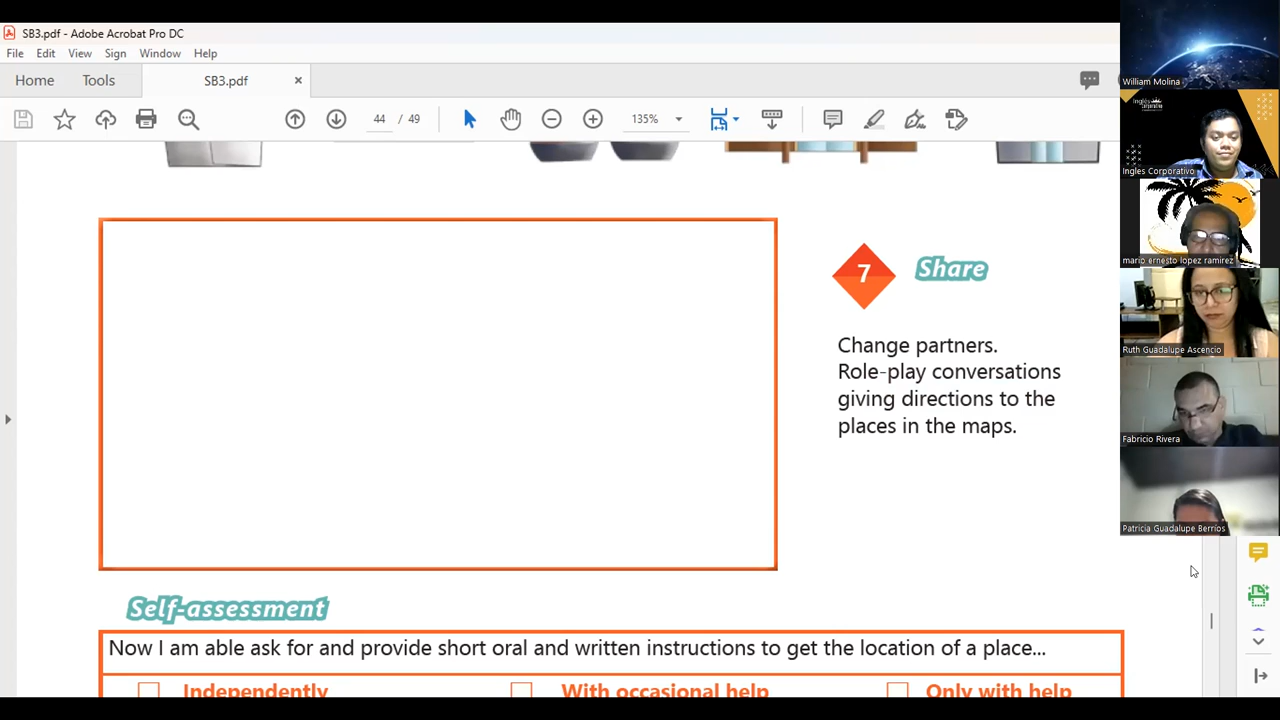 SB3.pdf - Adobe Acrobat Pro DC
File Edit View Sign Window Help
Home Tools SB3.pdf
44 / 49 135%
7 Share
Change partners.
Role-play conversations
giving directions to the
places in the maps.
Self-assessment
Now I am able ask for and provide short oral and written instructions to get the location of a place...
Independently With occasional help Only with help
William Molina
Ingles Corporativo
mario ernesto lopez ramirez
Ruth Guadalupe Ascencio
Fabricio Rivera
Patricia Guadalupe Berríos